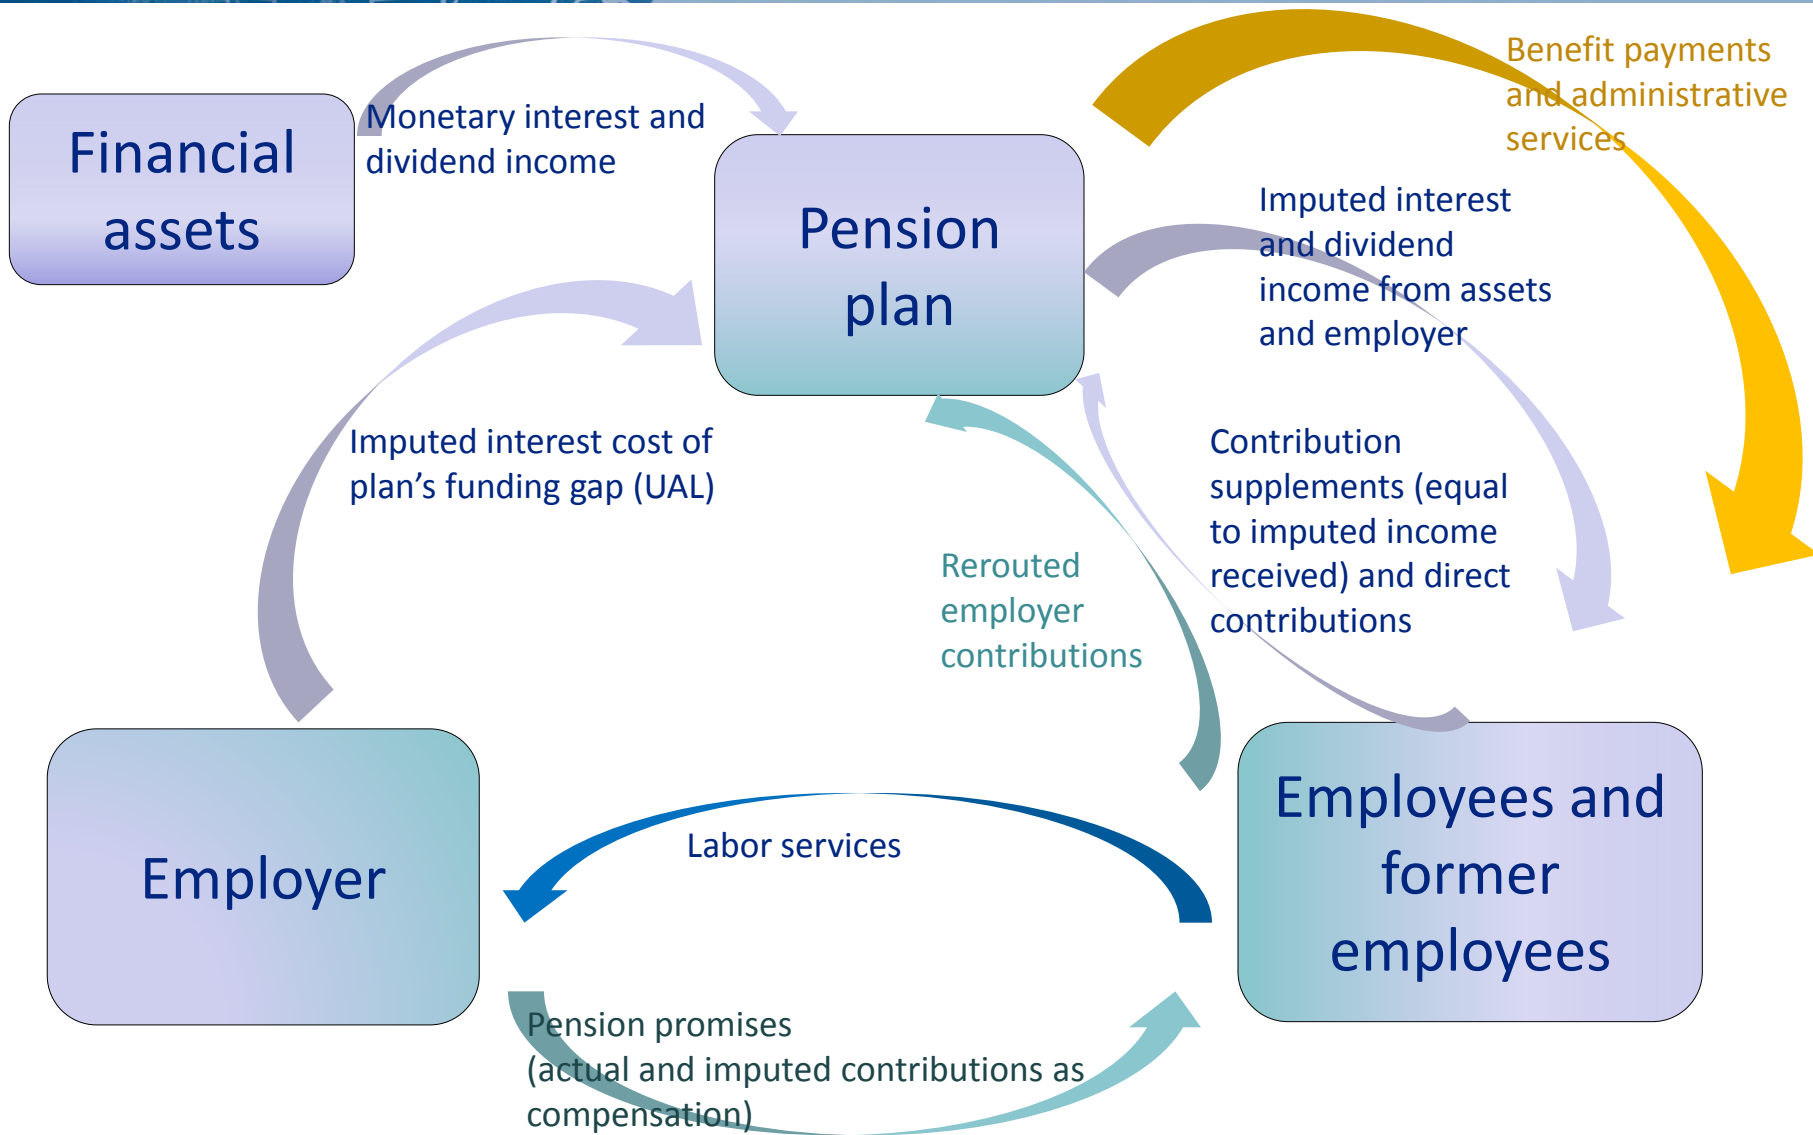 Benefit payments
and administrative
services
Monetary interest and
dividend income
Financial
assets
Pension
plan
Imputed interest
and dividend
income from assets
and employer
Imputed interest cost of
plan’s funding gap (UAL)
Contribution
supplements (equal
to imputed income
received) and direct
contributions
Rerouted
employer
contributions
Employer
Labor services
Employees and
former
employees
Pension promises
(actual and imputed contributions as
compensation)